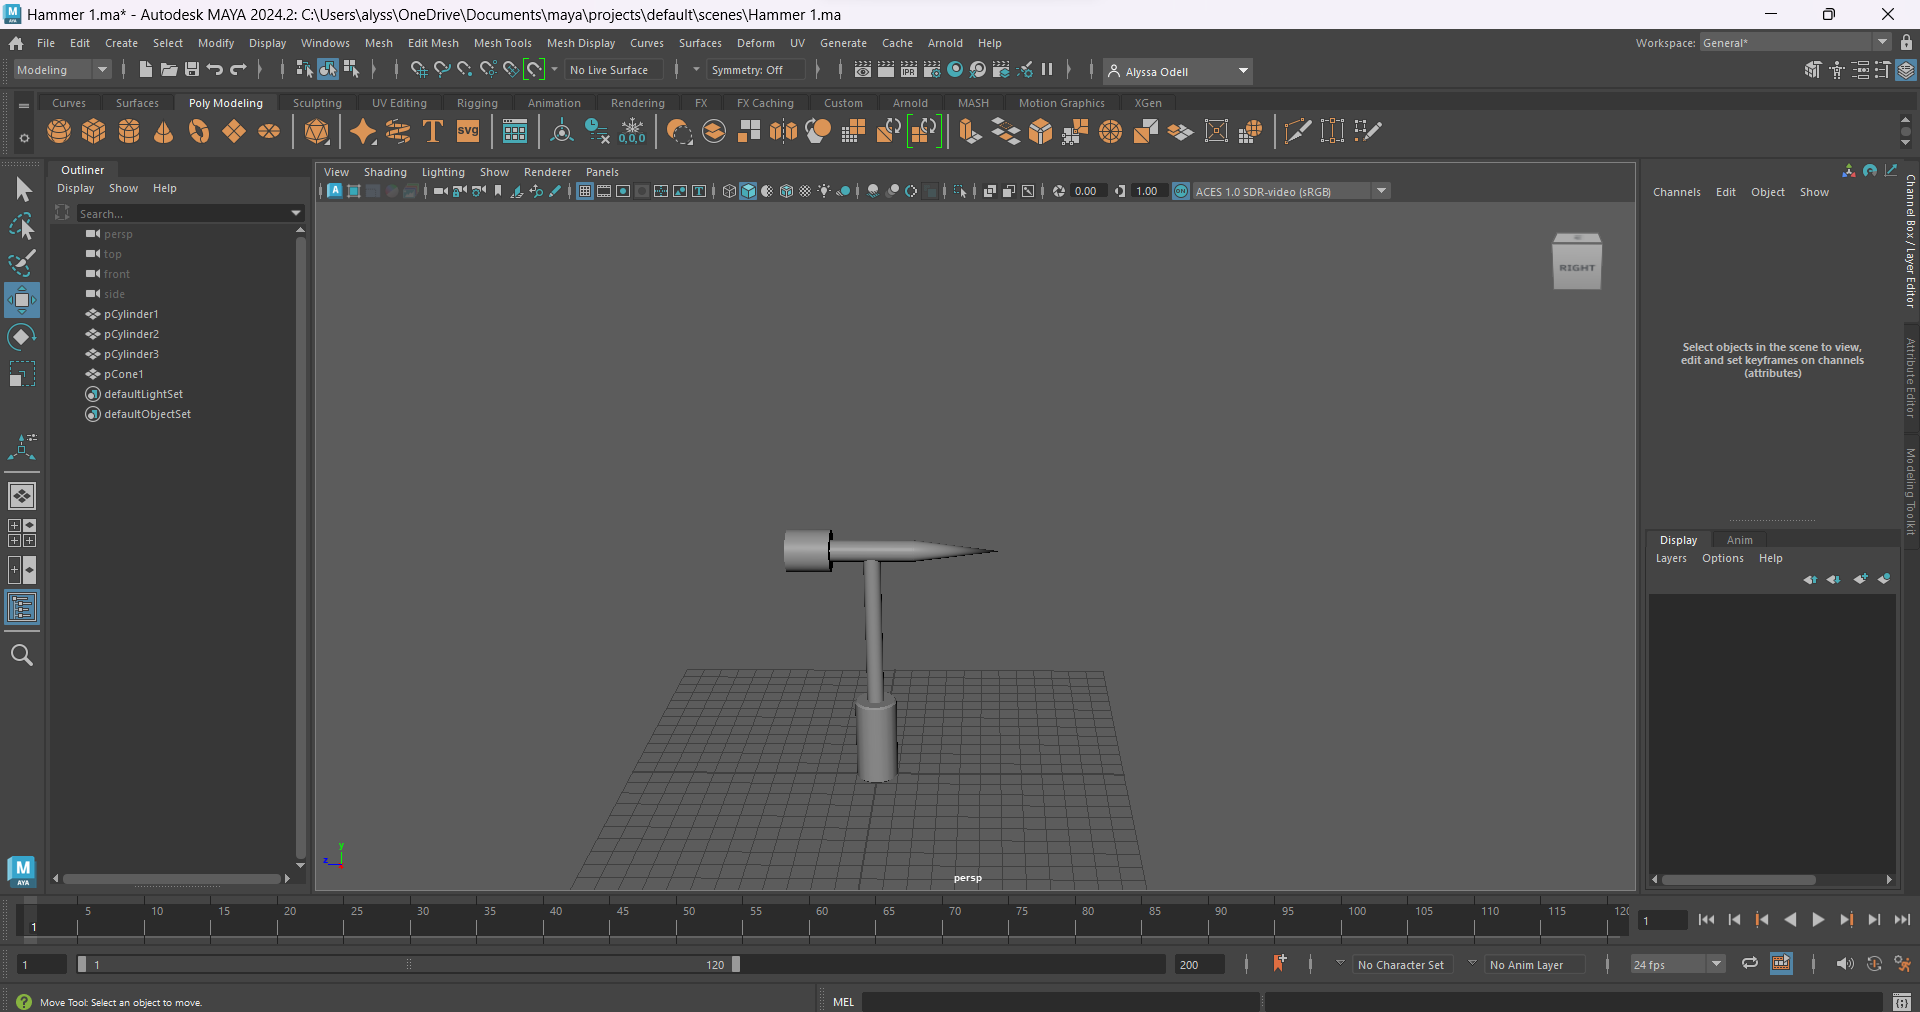 Hammer 1.ma* - Autodesk MAYA 2024.2: C:\Users\alyss\OneDrive\Documents\maya\projects\default\scenes\Hammer 1.ma
File Edit Create Select Modify Display Windows Mesh Edit Mesh Mesh Tools Mesh Display Curves Surfaces Deform UV Generate Cache Arnold Help
Workspace: General*
Modeling
No Live Surface
Symmetry: Off
IPR
Alyssa Odell
Curves Surfaces Poly Modeling Sculpting UV Editing Rigging Animation Rendering FX FX Caching Custom Arnold MASH Motion Graphics XGen
T
SVG
0,0,0
Outliner
Display Show Help
Search...
persp
top
front
side
pCylinder1
pCylinder2
pCylinder3
pCone1
defaultLightSet
defaultObjectSet
View Shading Lighting Show Renderer Panels
0.00
1.00
ON
ACES 1.0 SDR-video (sRGB)
RIGHT
y
z
persp
Channels Edit Object Show
Select objects in the scene to view,
edit and set keyframes on channels
(attributes)
Channel Box / Layer Editor
Attribute Editor
Modeling Toolkit
Display Anim
Layers Options Help
M
AYA
5 10 15 20 25 30 35 40 45 50 55 60 65 70 75 80 85 90 95 100 105 110 115 120
1
1
1
1
120
200
No Character Set
No Anim Layer
24 fps
Move Tool: Select an object to move.
MEL